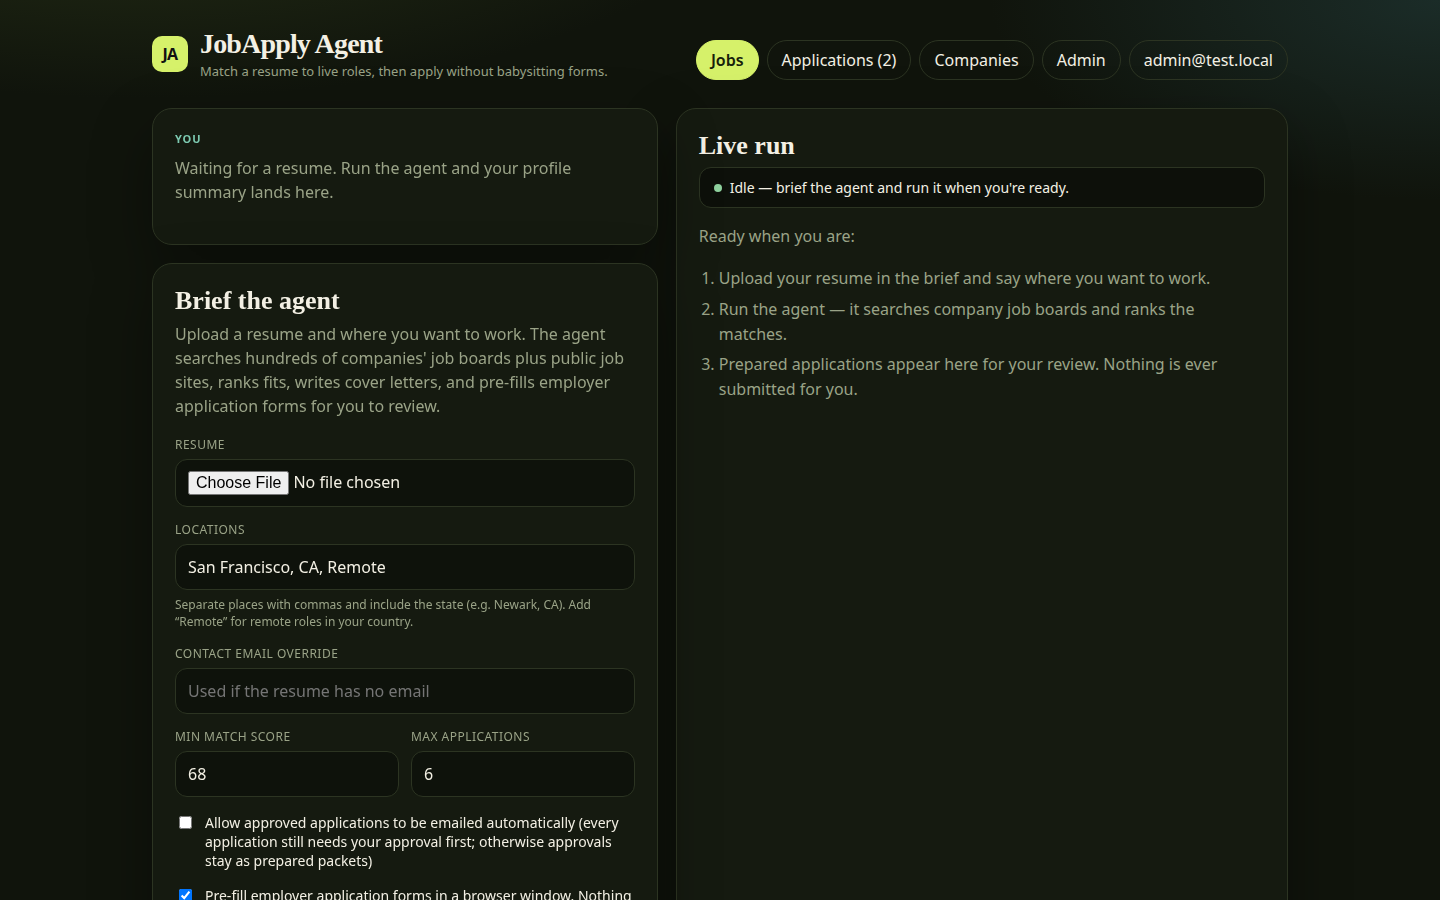 JA
JobApply Agent
Match a resume to live roles, then apply without babysitting forms.
Jobs
Applications (2)
Companies
Admin
admin@test.local
YOU
Waiting for a resume. Run the agent and your profile
summary lands here.
Brief the agent
Upload a resume and where you want to work. The agent
searches hundreds of companies' job boards plus public job
sites, ranks fits, writes cover letters, and pre-fills employer
application forms for you to review.
RESUME
Choose File No file chosen
LOCATIONS
San Francisco, CA, Remote
Separate places with commas and include the state (e.g. Newark, CA). Add
“Remote” for remote roles in your country.
CONTACT EMAIL OVERRIDE
Used if the resume has no email
MIN MATCH SCORE
68
MAX APPLICATIONS
6
Allow approved applications to be emailed automatically (every
application still needs your approval first; otherwise approvals
stay as prepared packets)
Pre-fill employer application forms in a browser window. Nothing
Live run
Idle — brief the agent and run it when you're ready.
Ready when you are:
1. Upload your resume in the brief and say where you want to work.
2. Run the agent — it searches company job boards and ranks the
matches.
3. Prepared applications appear here for your review. Nothing is ever
submitted for you.